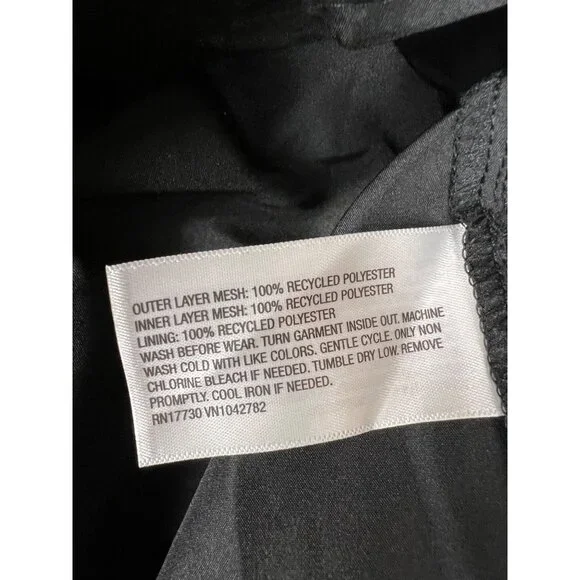 OUTER LAYER MESH: 100% RECYCLED POLYESTER
INNER LAYER MESH: 100% RECYCLED POLYESTER
LINING: 100% RECYCLED POLYESTER
WASH BEFORE WEAR. TURN GARMENT INSIDE OUT. MACHINE
WASH COLD WITH LIKE COLORS. GENTLE CYCLE. ONLY NON
CHLORINE BLEACH IF NEEDED. TUMBLE DRY LOW. REMOVE
PROMPTLY. COOL IRON IF NEEDED.
RN17730 VN1042782